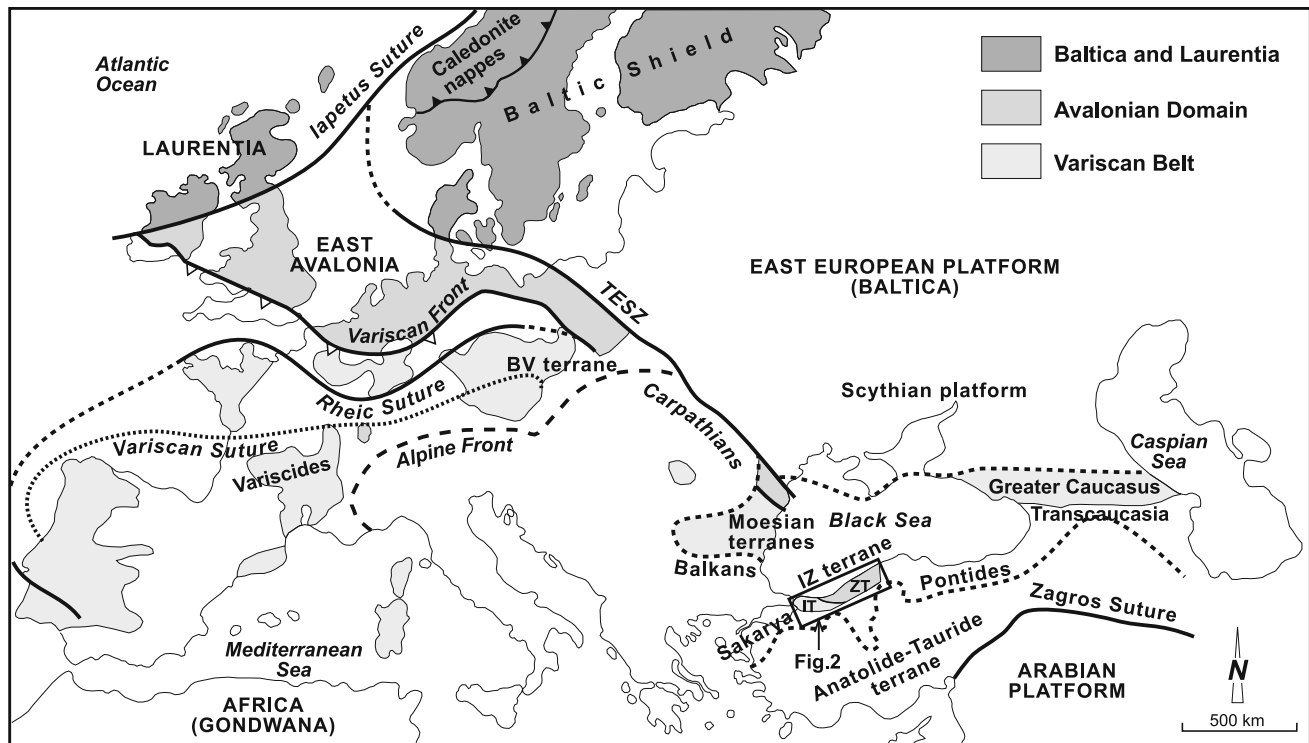 Atlantic
Ocean
Iapetus Suture
Caledonite
nappes
Baltic Shield
Baltica and Laurentia
Avalonian Domain
Variscan Belt
LAURENTIA
EAST
AVALONIA
EAST EUROPEAN PLATFORM
(BALTICA)
TESZ
Variscan Front
BV terrane
Rheic Suture
Scythian platform
Carpathians
Variscan Suture
Alpine Front
Caspian
Sea
Variscides
Greater Caucasus
Transcaucasia
Moesian
terranes
Black Sea
Balkans
IZ terrane
ZT
IT
Pontides
Zagros Suture
Sakarya
Fig.2
Anatolide-Tauride
terrane
Mediterranean
Sea
AFRICA
(GONDWANA)
ARABIAN
PLATFORM
N
500 km